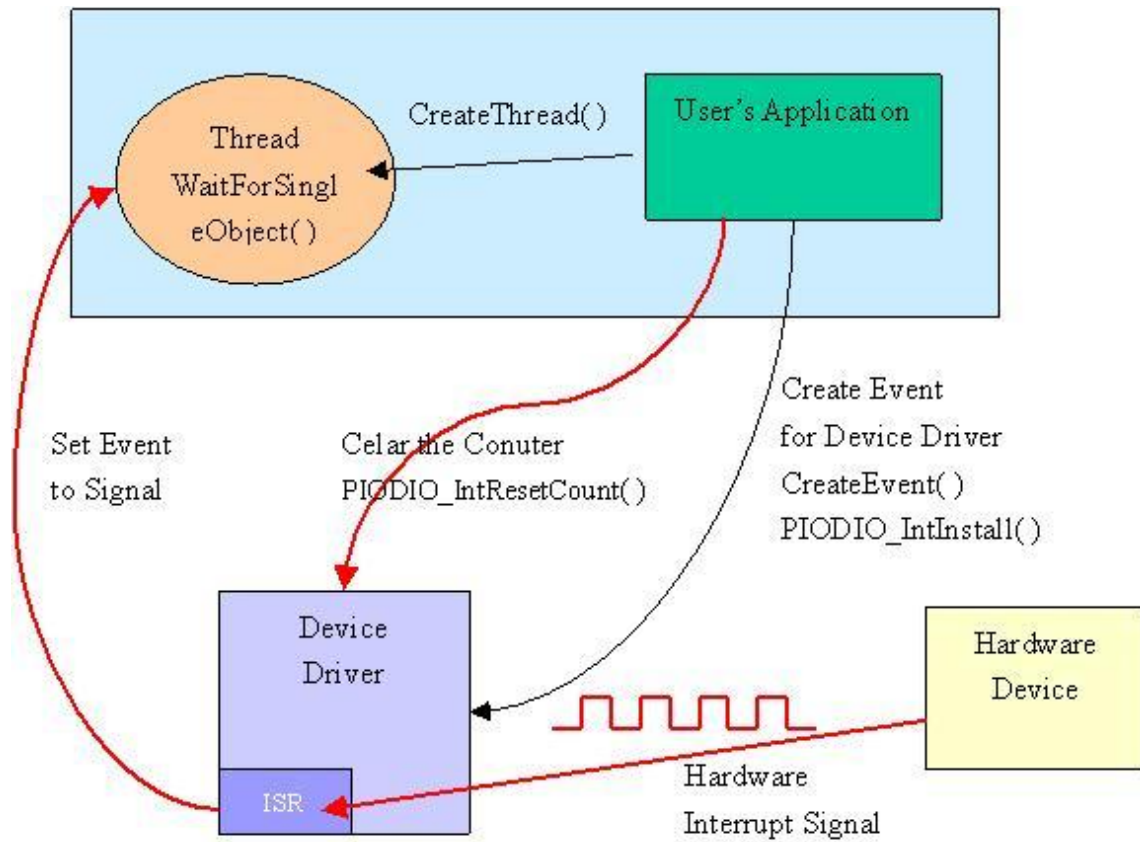 Thread
WaitForSingl
eObject( )
CreateThread( )
User's Application
Set Event
to Signal
Celar the Conuter
PIODIO_IntResetCount( )
Create Event
for Device Driver
CreateEvent( )
PIODIO_IntInstall( )
Device
Driver
ISR
Hardware
Device
Hardware
Interrupt Signal